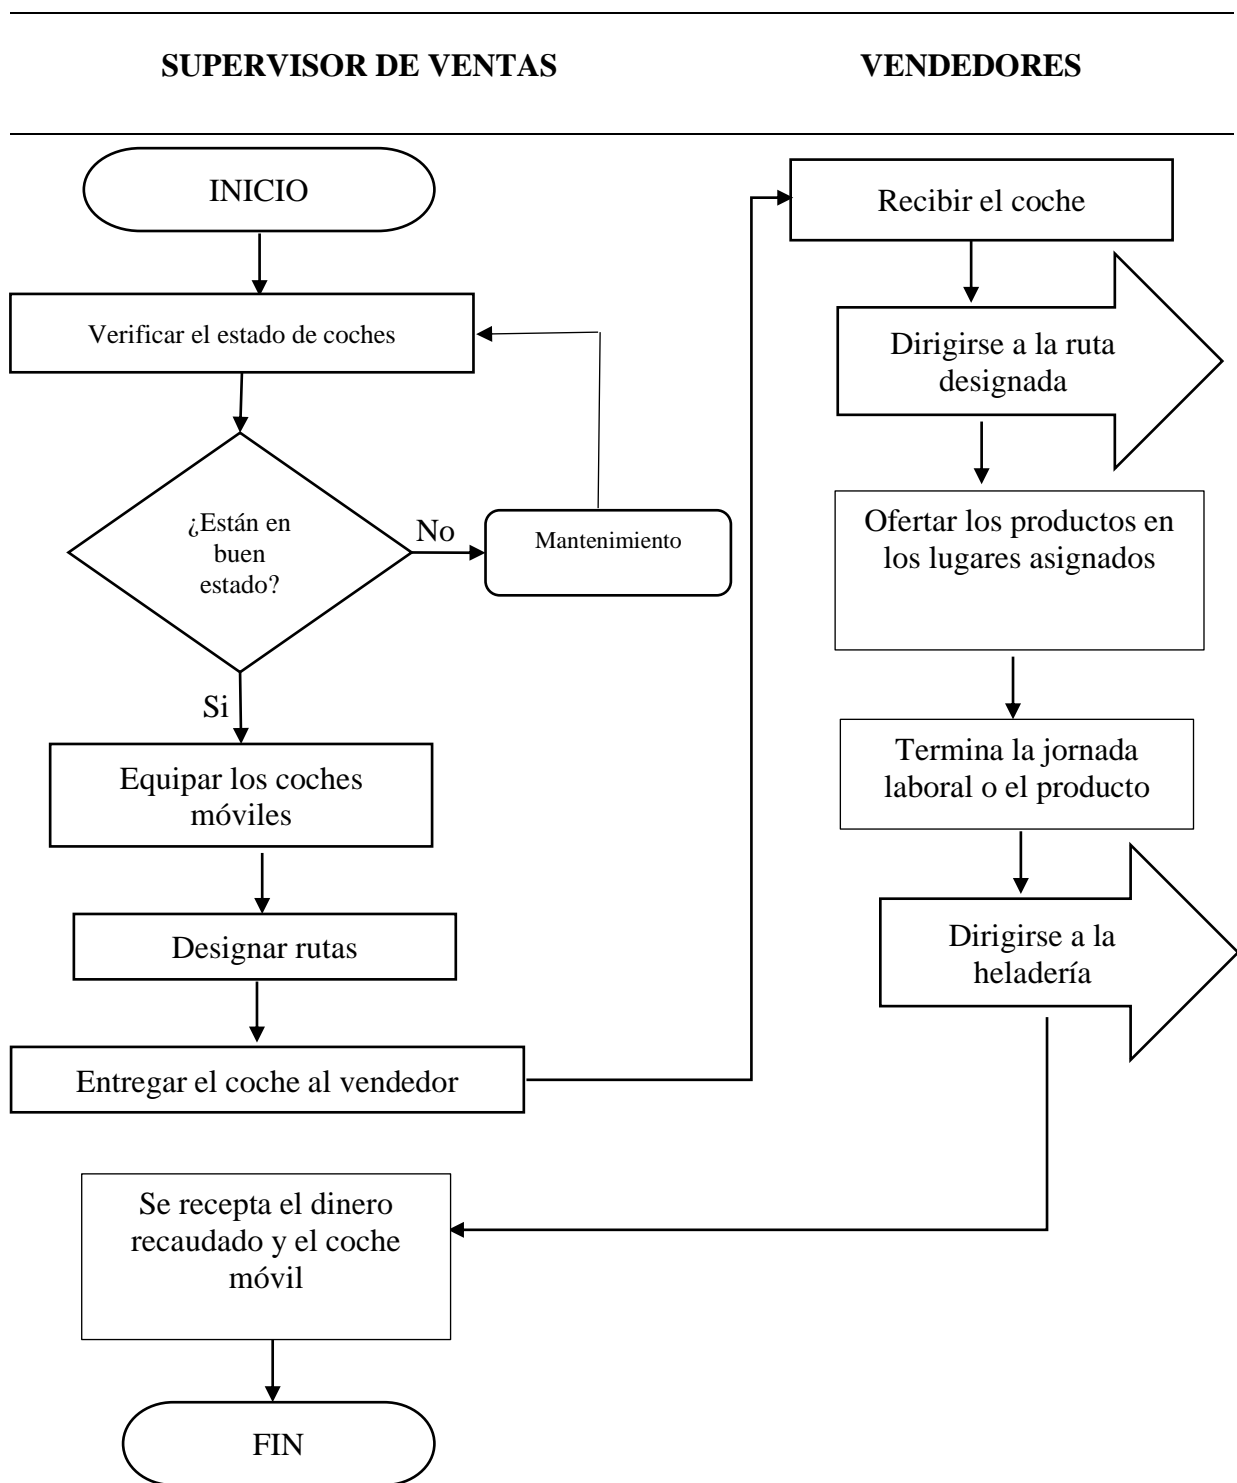 SUPERVISOR DE VENTAS
VENDEDORES
INICIO
Verificar el estado de coches
¿Están en
buen
estado?
No
Mantenimiento
Si
Equipar los coches
móviles
Designar rutas
Entregar el coche al vendedor
Recibir el coche
Dirigirse a la ruta
designada
Ofertar los productos en
los lugares asignados
Termina la jornada
laboral o el producto
Dirigirse a la
heladería
Se recepta el dinero
recaudado y el coche
móvil
FIN